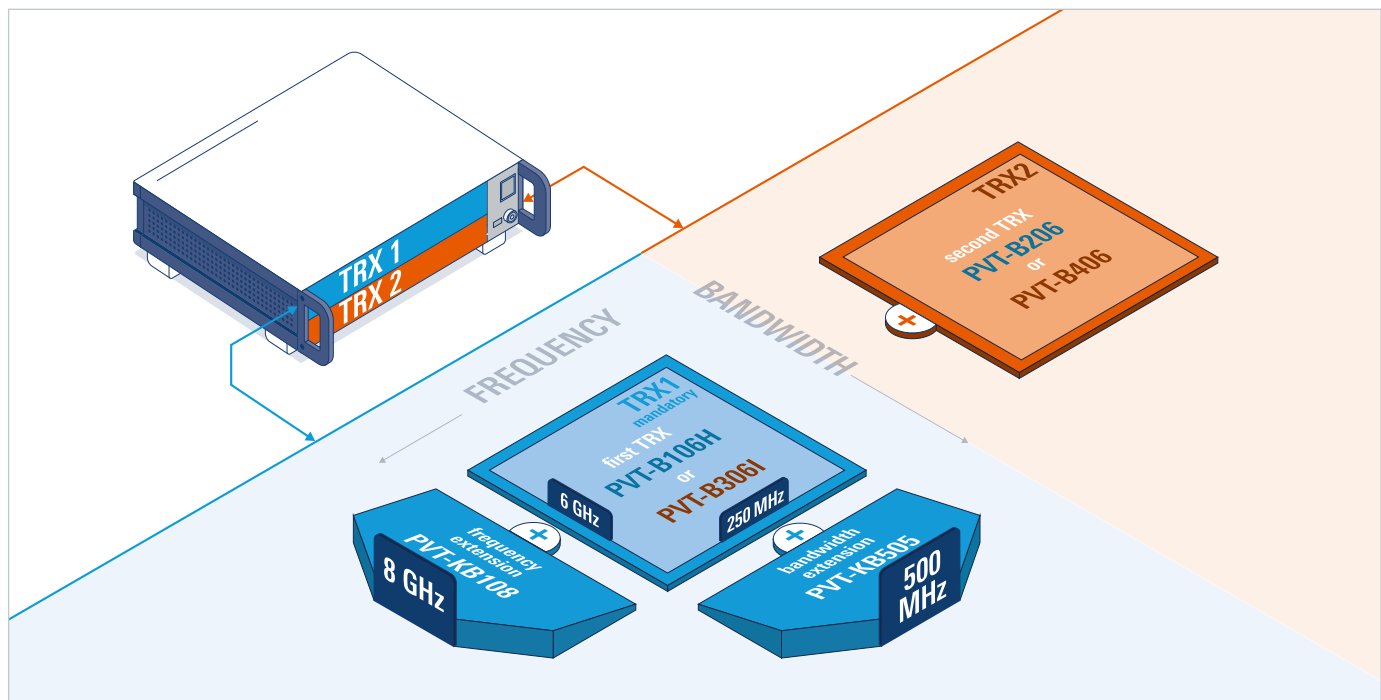 TRX 1
TRX 2
FREQUENCY
BANDWIDTH
TRX2
second TRX
PVT-B206
or
PVT-B406
TRX1
mandatory
first TRX
PVT-B106H
or
PVT-B306I
6 GHz
250 MHz
frequency
extension
PVT-KB108
8 GHz
bandwidth
extension
PVT-KB505
500
MHz